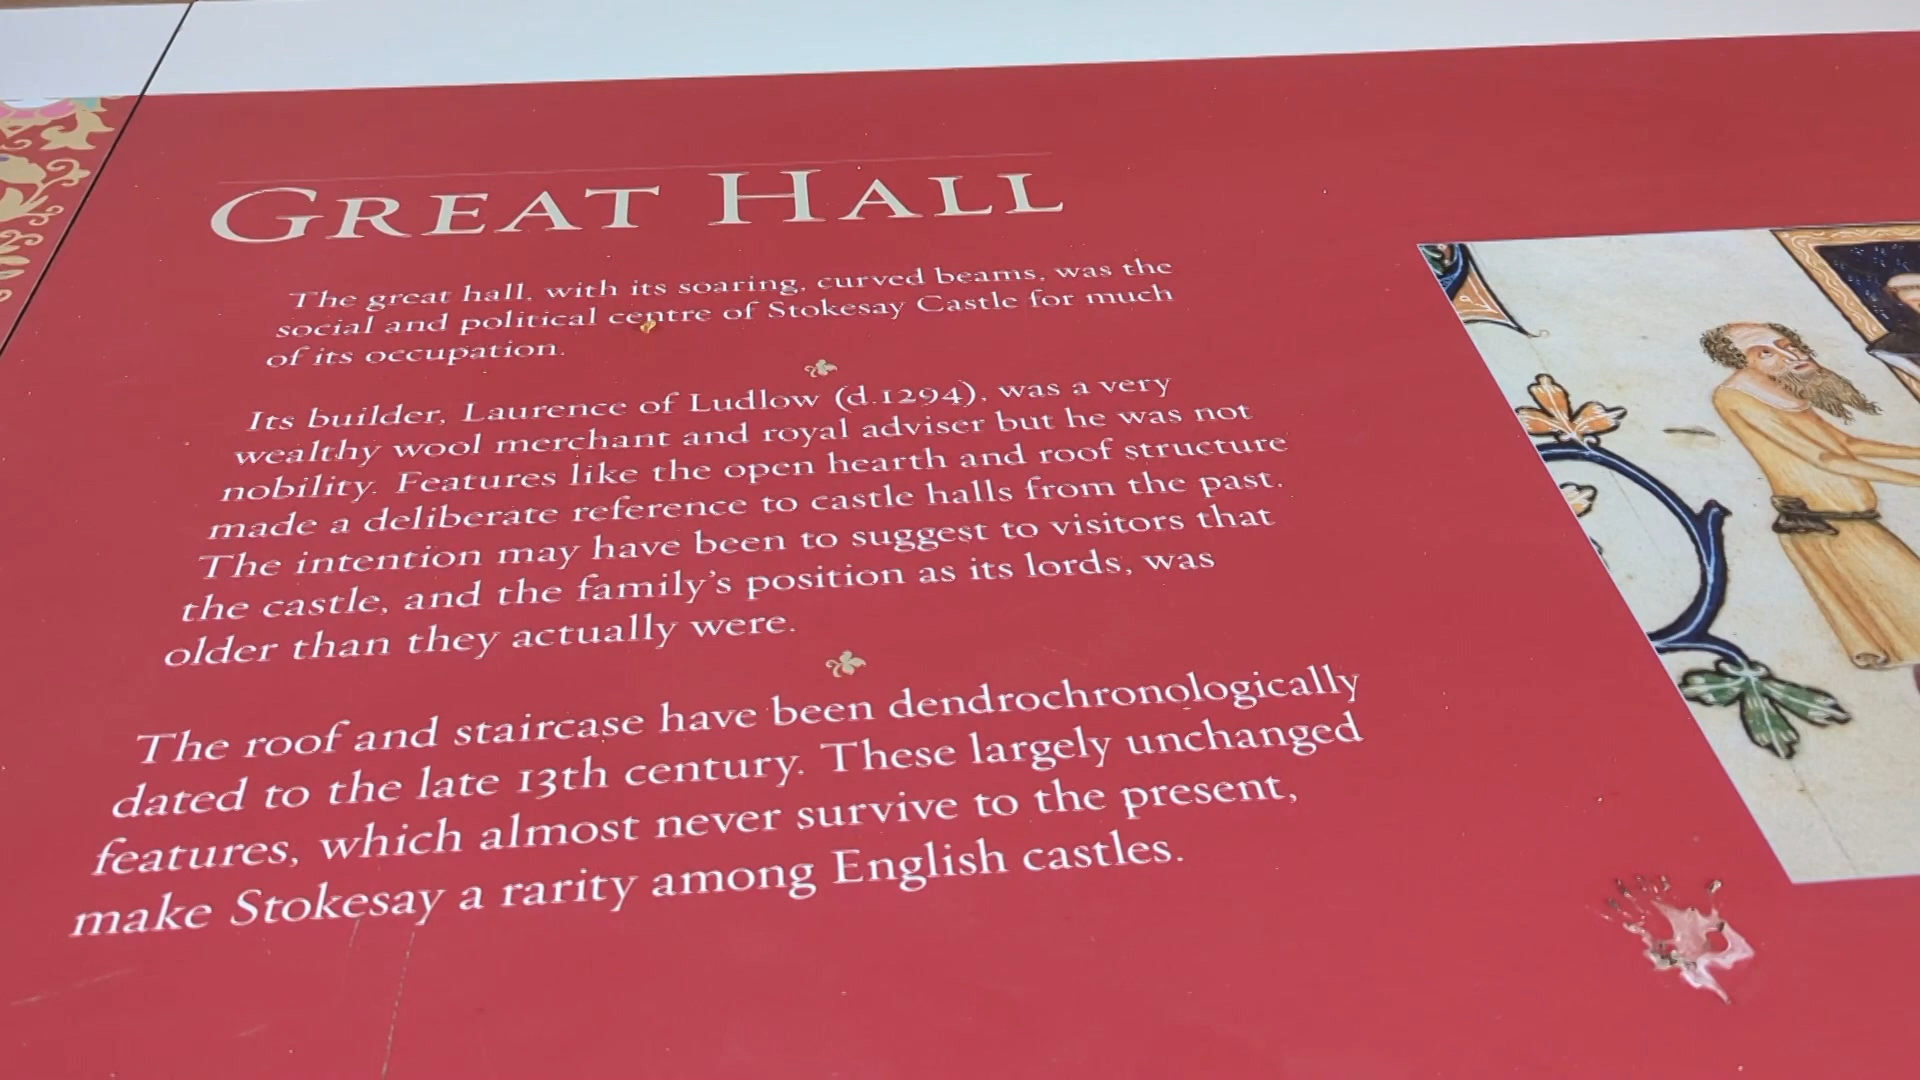 GREAT HALL
The great hall, with its soaring, curved beams, was the
social and political centre of Stokesay Castle for much
of its occupation.
Its builder, Laurence of Ludlow (d.1294), was a very
wealthy wool merchant and royal adviser but he was not
nobility. Features like the open hearth and roof structure
made a deliberate reference to castle halls from the past.
The intention may have been to suggest to visitors that
the castle, and the family's position as its lords, was
older than they actually were.
The roof and staircase have been dendrochronologically
dated to the late 13th century. These largely unchanged
features, which almost never survive to the present,
make Stokesay a rarity among English castles.